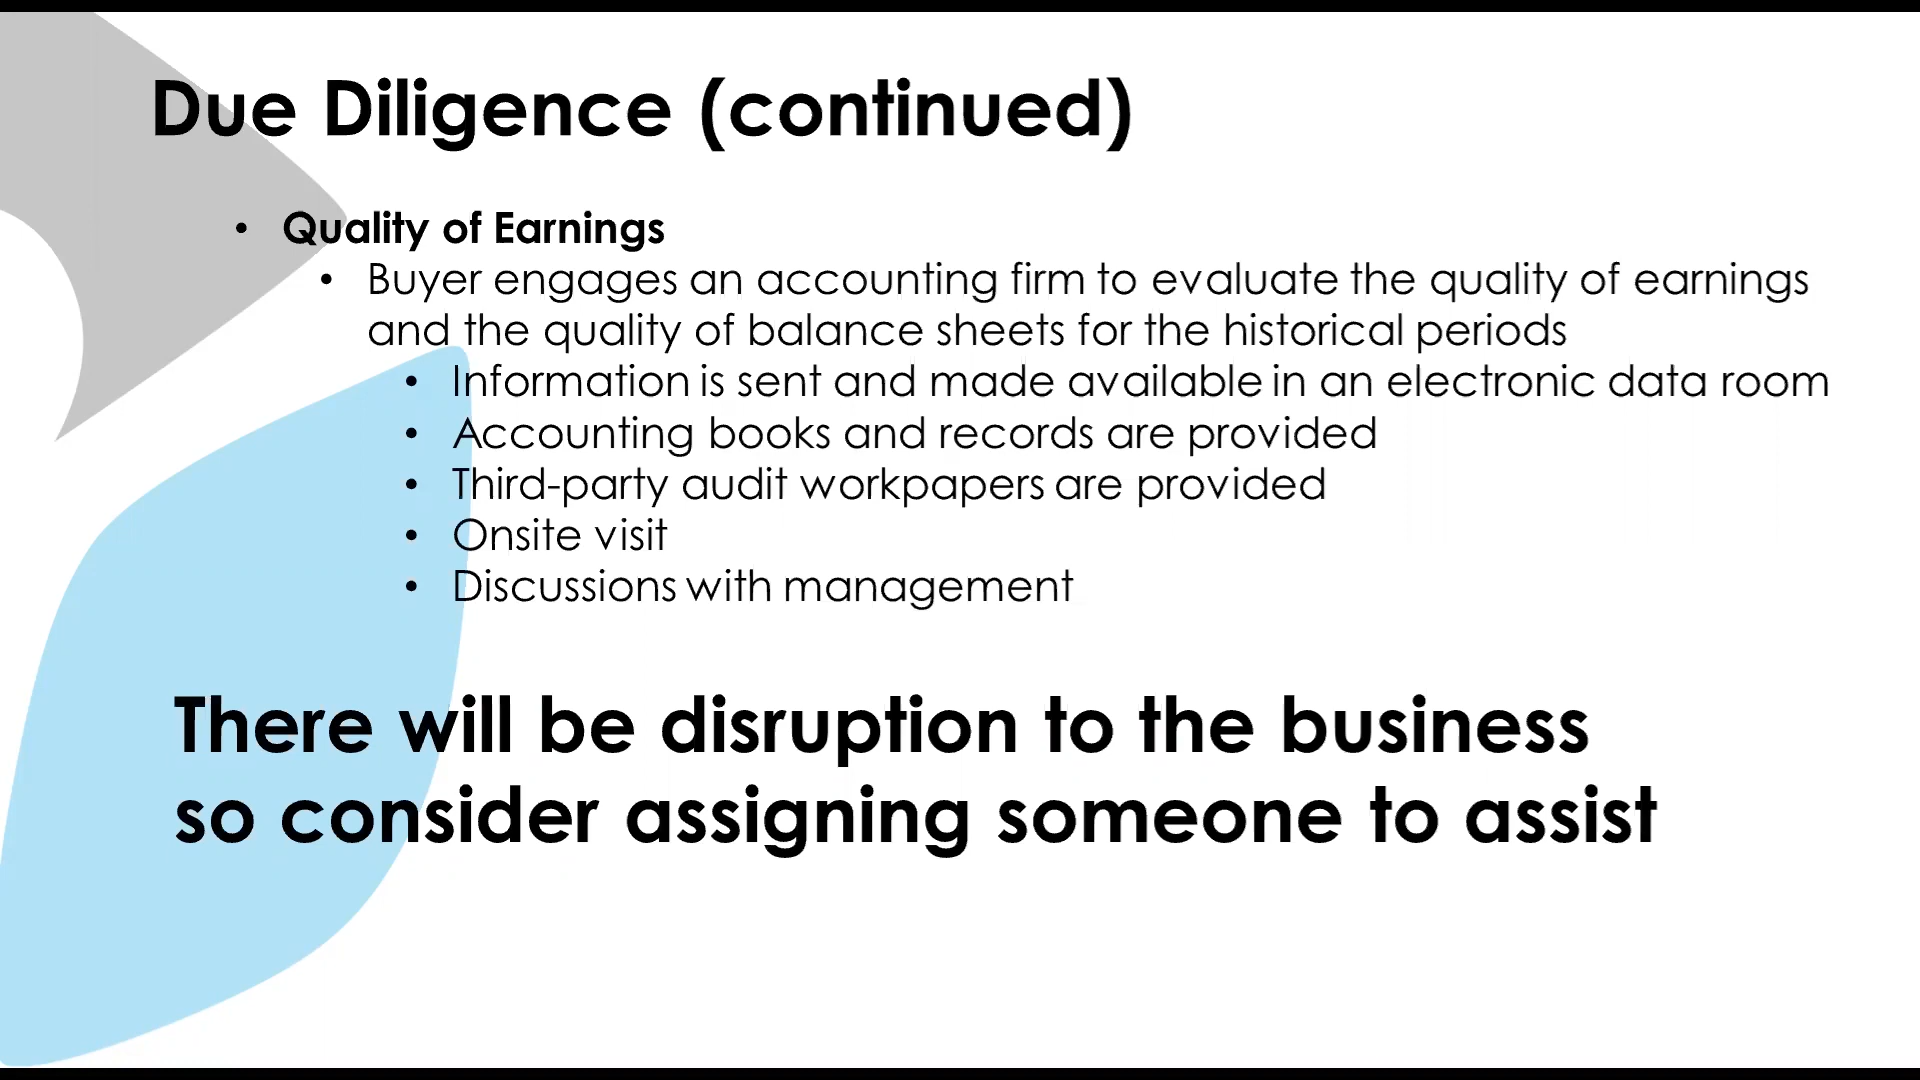 Due Diligence (continued)
• Quality of Earnings
• Buyer engages an accounting firm to evaluate the quality of earnings
and the quality of balance sheets for the historical periods
• Information is sent and made available in an electronic data room
• Accounting books and records are provided
• Third-party audit workpapers are provided
• Onsite visit
• Discussions with management
There will be disruption to the business
so consider assigning someone to assist